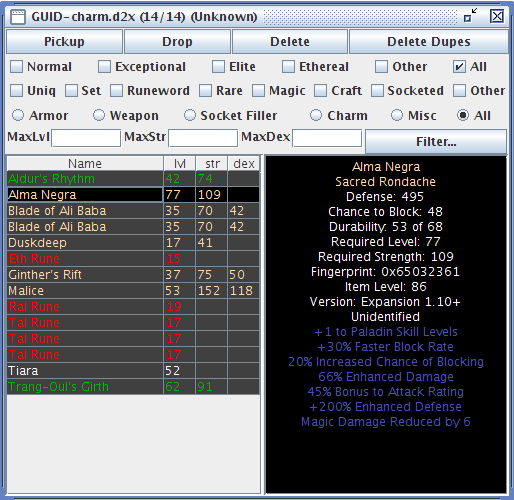 GUID-charm.d2x (14/14) (Unknown)
Pickup Drop Delete Delete Dupes
Normal Exceptional Elite Ethereal Other All
Uniq Set Runeword Rare Magic Craft Socketed Other
Armor Weapon Socket Filler Charm Misc All
MaxLvl MaxStr MaxDex Filter...
Name lvl str dex
Aldur's Rhythm 42 74
Alma Negra 77 109
Blade of Ali Baba 35 70 42
Blade of Ali Baba 35 70 42
Duskdeep 17 41
Eth Rune 15
Ginther's Rift 37 75 50
Malice 53 152 118
Ral Rune 19
Tal Rune 17
Tal Rune 17
Tal Rune 17
Tiara 52
Trang-Oul's Girth 62 91
Alma Negra
Sacred Rondache
Defense: 495
Chance to Block: 48
Durability: 53 of 68
Required Level: 77
Required Strength: 109
Fingerprint: 0x65032361
Item Level: 86
Version: Expansion 1.10+
Unidentified
+1 to Paladin Skill Levels
+30% Faster Block Rate
20% Increased Chance of Blocking
66% Enhanced Damage
45% Bonus to Attack Rating
+200% Enhanced Defense
Magic Damage Reduced by 6